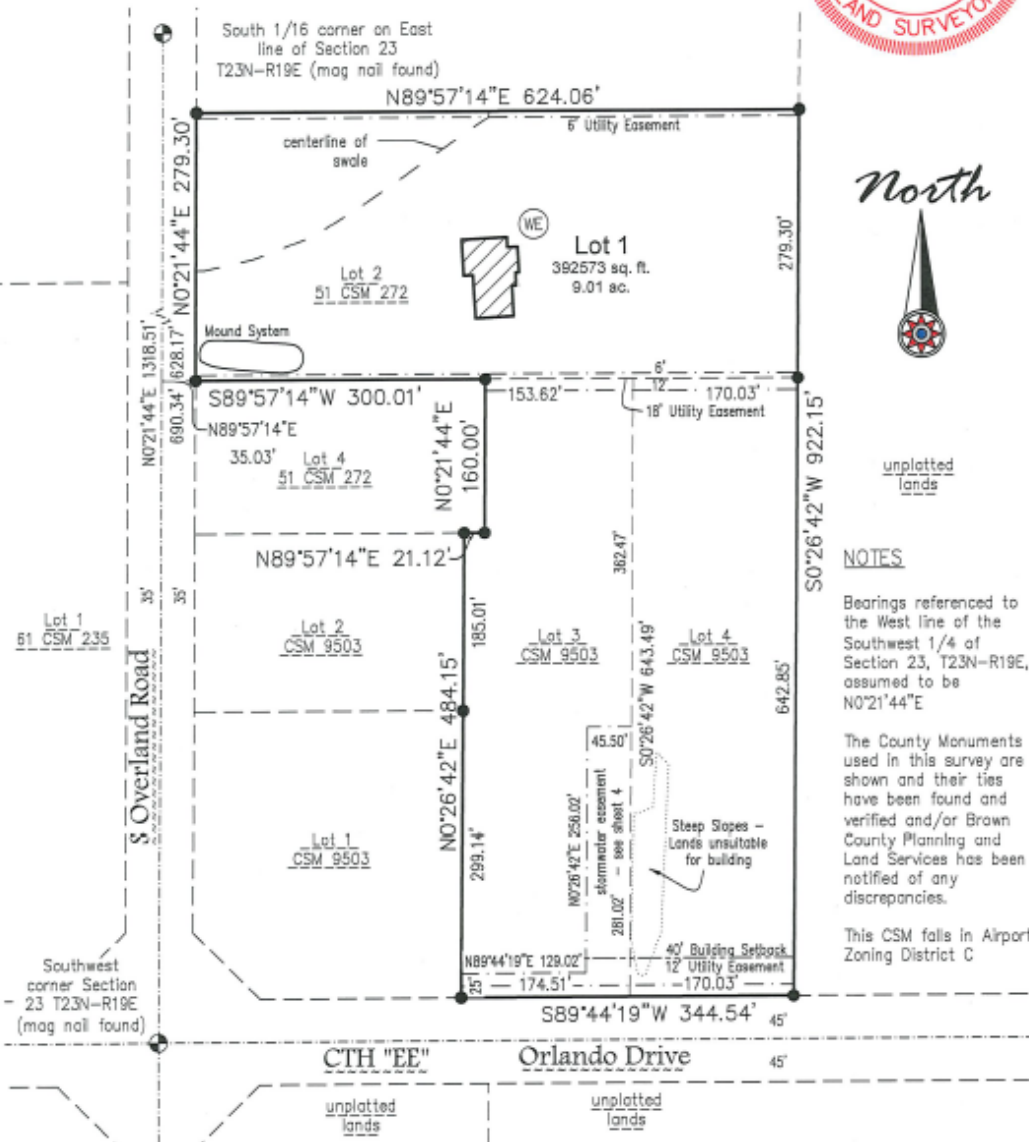 LAND SURVEYOR
South 1/16 corner on East
line of Section 23
T23N-R19E (mag nail found)
N89°57'14"E 624.06'
6' Utility Easement
centerline of
swale
N0°21'44"E 279.30'
North
WE
Lot 1
392573 sq. ft.
9.01 ac.
279.30'
Lot 2
51 CSM 272
Mound System
N0°21'44"E 1318.51'
628.17'
690.34'
S89°57'14"W 300.01'
6'
12'
153.62'
170.03'
18' Utility Easement
N89°57'14"E
35.03'
Lot 4
51 CSM 272
N0°21'44"E
160.00'
S0°26'42"W 922.15'
unplatted
lands
N89°57'14"E 21.12'
362.47'
NOTES
Bearings referenced to
the West line of the
Southwest 1/4 of
Section 23, T23N-R19E,
assumed to be
N0°21'44"E
The County Monuments
used in this survey are
shown and their ties
have been found and
verified and/or Brown
County Planning and
Land Services has been
notified of any
discrepancies.
This CSM falls in Airport
Zoning District C
35'
35'
Lot 1
61 CSM 235
Lot 2
CSM 9503
185.01'
Lot 3
CSM 9503
S0°26'42"W 643.49'
Lot 4
CSM 9503
642.85'
S Overland Road
N0°26'42"E 484.15'
45.50'
Lot 1
CSM 9503
299.14'
N0°26'42"E 256.02'
stormwater easement
- see sheet 4
281.02'
Steep Slopes -
Lands unsuitable
for building
Southwest
corner Section
23 T23N-R19E
(mag nail found)
N89°44'19"E 129.02'
40' Building Setback
12' Utility Easement
25'
174.51'
170.03'
S89°44'19"W 344.54'
45'
CTH "EE"
Orlando Drive
45'
unplatted
lands
unplatted
lands